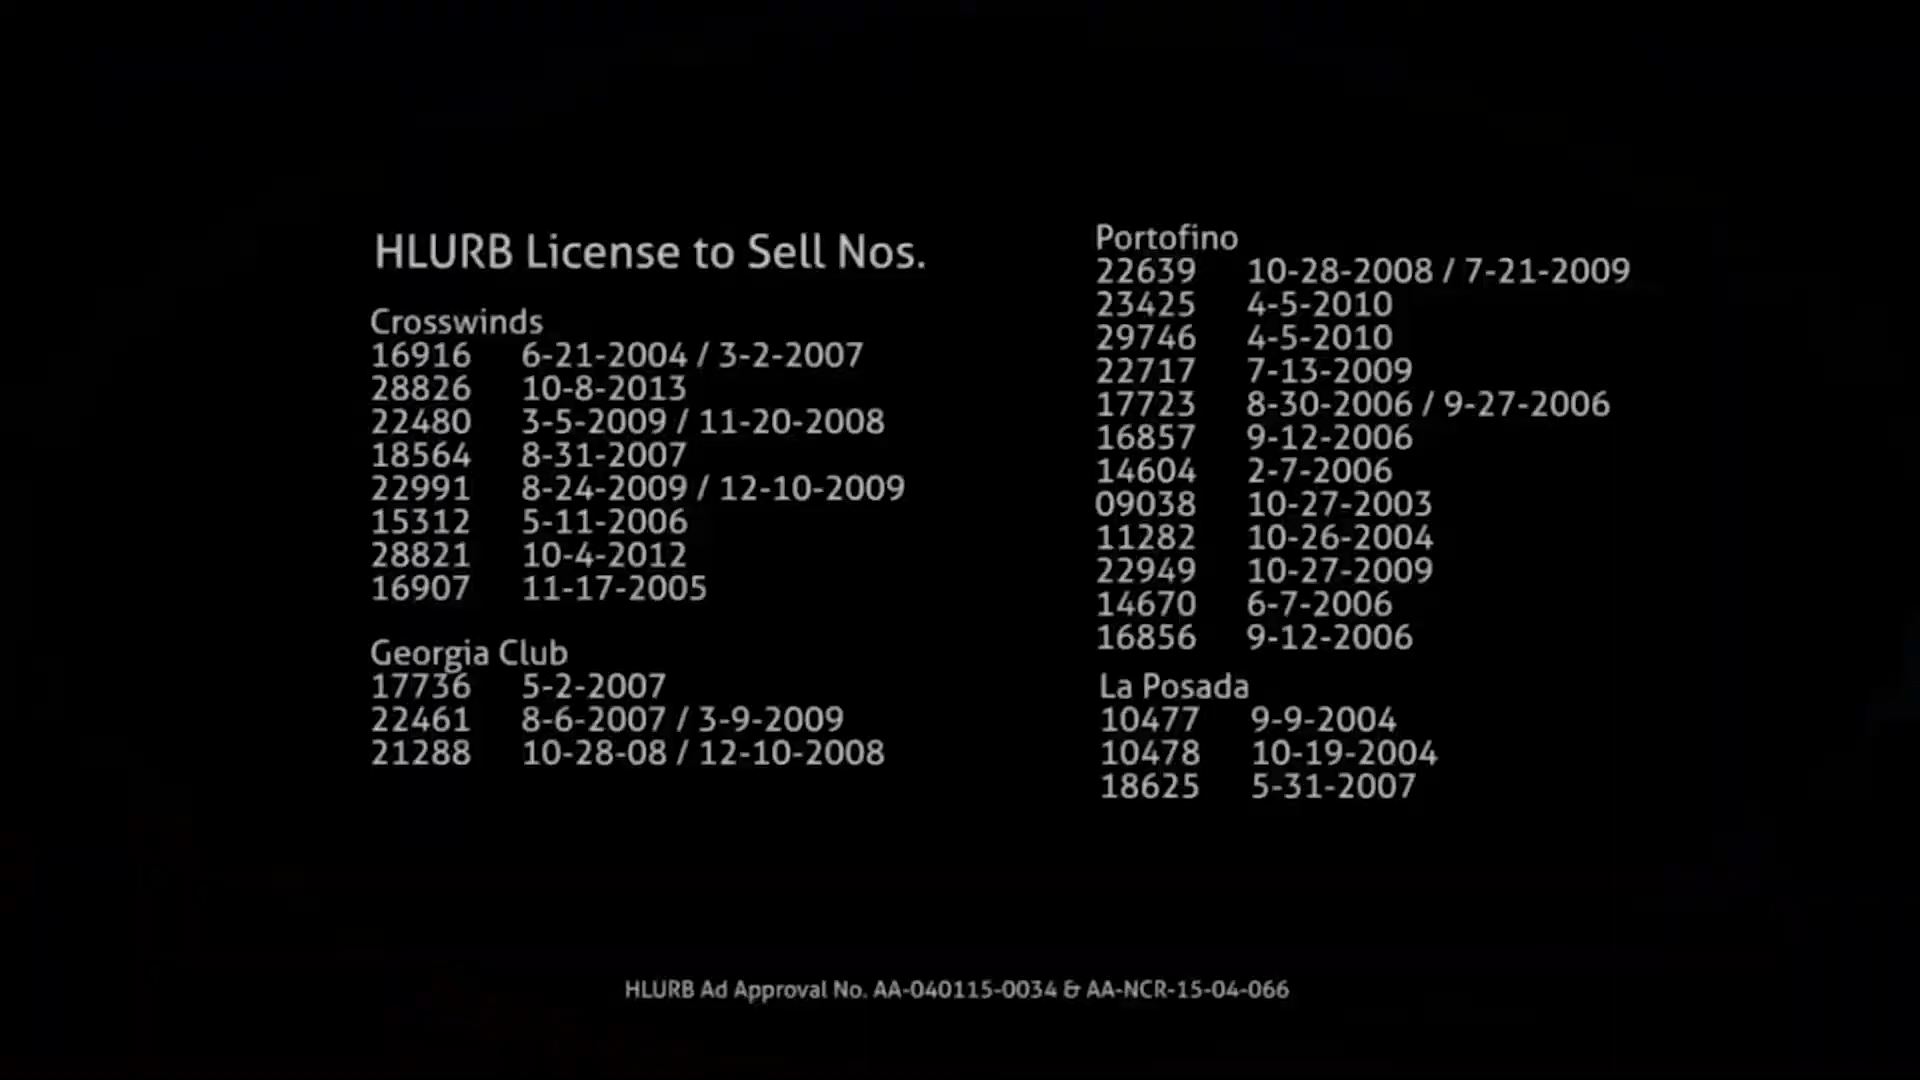 HLURB License to Sell Nos.
Crosswinds
16916 6-21-2004 / 3-2-2007
28826 10-8-2013
22480 3-5-2009 / 11-20-2008
18564 8-31-2007
22991 8-24-2009 / 12-10-2009
15312 5-11-2006
28821 10-4-2012
16907 11-17-2005
Georgia Club
17736 5-2-2007
22461 8-6-2007 / 3-9-2009
21288 10-28-08 / 12-10-2008
Portofino
22639 10-28-2008 / 7-21-2009
23425 4-5-2010
29746 4-5-2010
22717 7-13-2009
17723 8-30-2006 / 9-27-2006
16857 9-12-2006
14604 2-7-2006
09038 10-27-2003
11282 10-26-2004
22949 10-27-2009
14670 6-7-2006
16856 9-12-2006
La Posada
10477 9-9-2004
10478 10-19-2004
18625 5-31-2007
HLURB Ad Approval No. AA-040115-0034 & AA-NCR-15-04-066